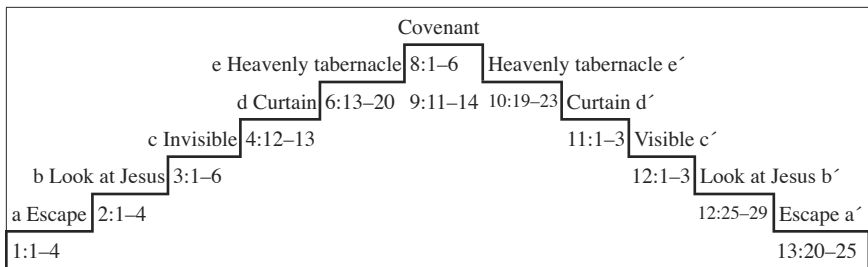 Covenant
e Heavenly tabernacle 8:1–6 Heavenly tabernacle e´
d Curtain 6:13–20 9:11–14 10:19–23 Curtain d´
c Invisible 4:12–13 11:1–3 Visible c´
b Look at Jesus 3:1–6 12:1–3 Look at Jesus b´
a Escape 2:1–4 12:25–29 Escape a´
1:1–4 13:20–25